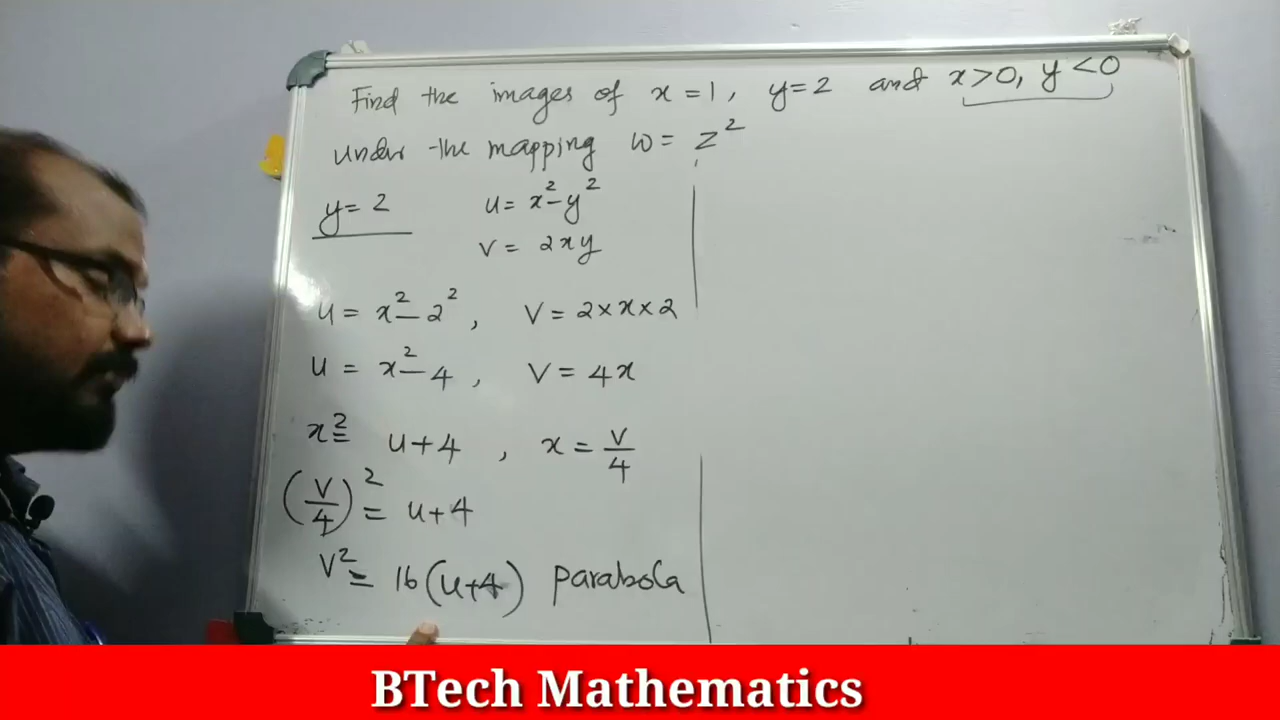 Find the images of x = 1, y = 2 and x > 0, y < 0
under the mapping w = z²
y = 2 u = x² - y²
v = 2xy
u = x² - 2², v = 2 × x × 2
u = x² - 4, v = 4x
x² = u + 4, x = v/4
(v/4)² = u + 4
v² = 16(u+4) parabola
BTech Mathematics